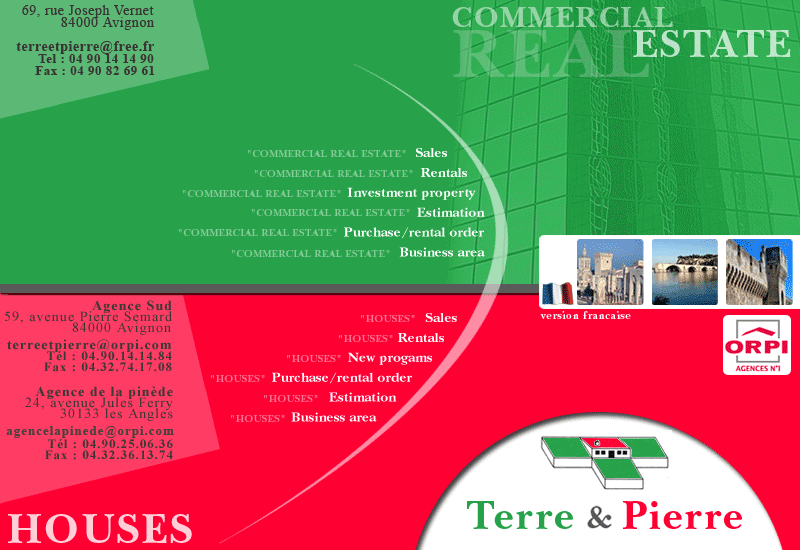 69, rue Joseph Vernet
84000 Avignon
terreetpierre@free.fr
Tel : 04 90 14 14 90
Fax : 04 90 82 69 61
COMMERCIAL
REAL ESTATE
"COMMERCIAL REAL ESTATE" Sales
"COMMERCIAL REAL ESTATE" Rentals
"COMMERCIAL REAL ESTATE" Investment property
"COMMERCIAL REAL ESTATE" Estimation
"COMMERCIAL REAL ESTATE" Purchase/rental order
"COMMERCIAL REAL ESTATE" Business area
version francaise
ORPI
AGENCES N°1
Agence Sud
59, avenue Pierre Semard
84000 Avignon
terreetpierre@orpi.com
Tél : 04.90.14.14.84
Fax : 04.32.74.17.08
Agence de la pinède
24, avenue Jules Ferry
30133 les Angles
agencelapinede@orpi.com
Tél : 04.90.25.06.36
Fax : 04.32.36.13.74
"HOUSES" Sales
"HOUSES" Rentals
"HOUSES" New progams
"HOUSES" Purchase/rental order
"HOUSES" Estimation
"HOUSES" Business area
HOUSES
Terre & Pierre